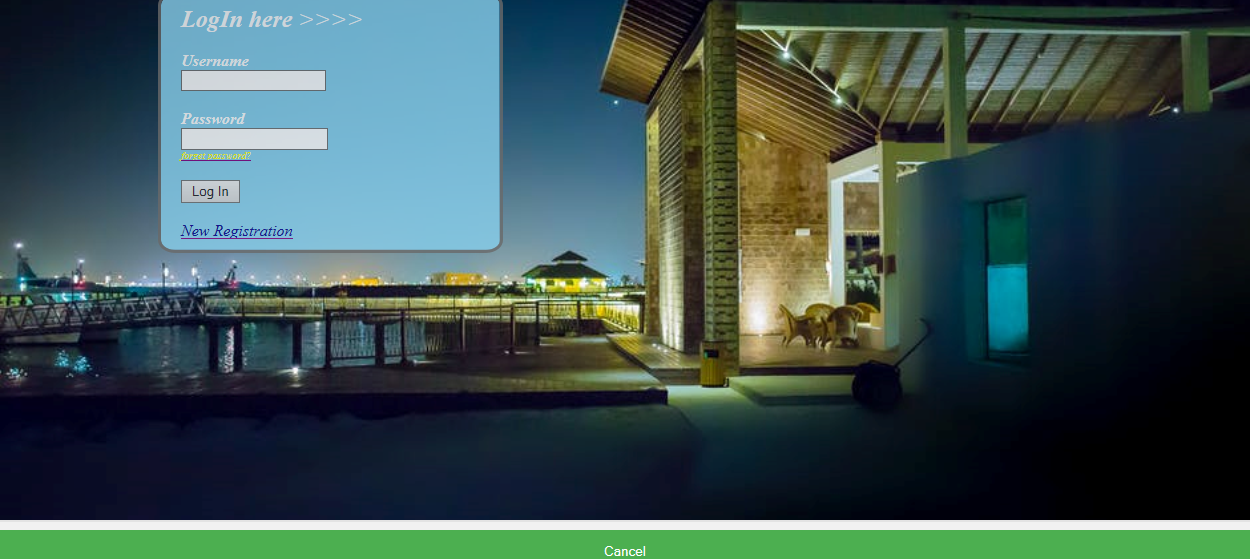 LogIn here >>>>
Username
Password
forgot password?
Log In
New Registration
Cancel